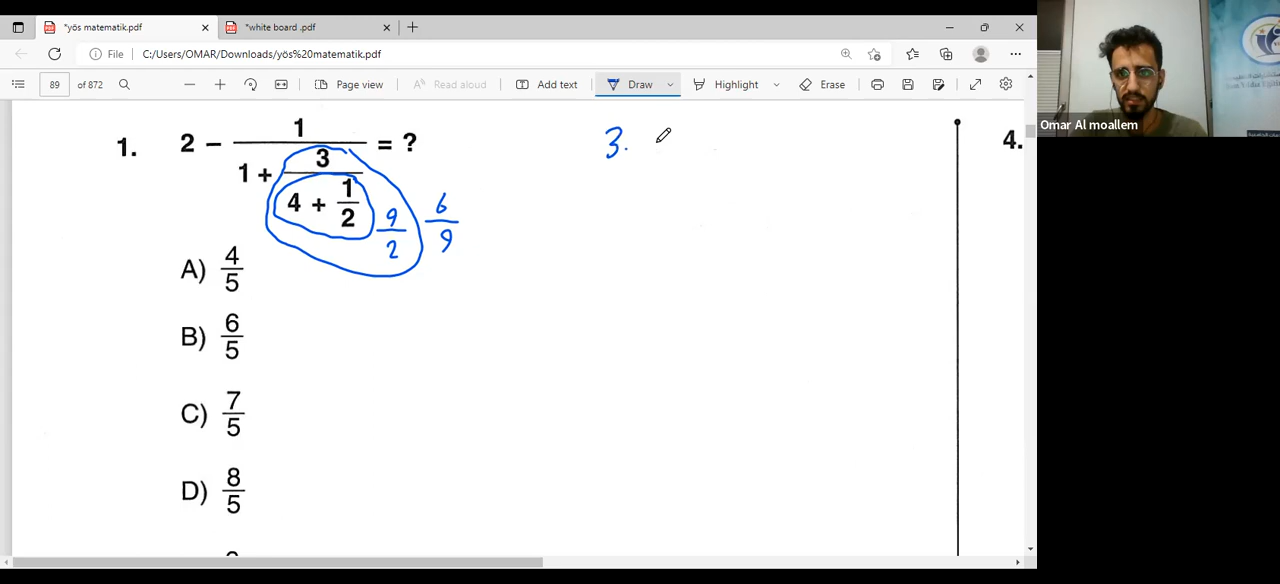 *yös matematik.pdf
*white board .pdf
File C:/Users/OMAR/Downloads/yös%20matematik.pdf
89 of 872 Page view Read aloud Add text Draw Highlight Erase
1. 2 - 1/(1 + 3/(4 + 1/2)) = ?
9/2
6/9
3.
A) 4/5
B) 6/5
C) 7/5
D) 8/5
4.
Omar Al moallem